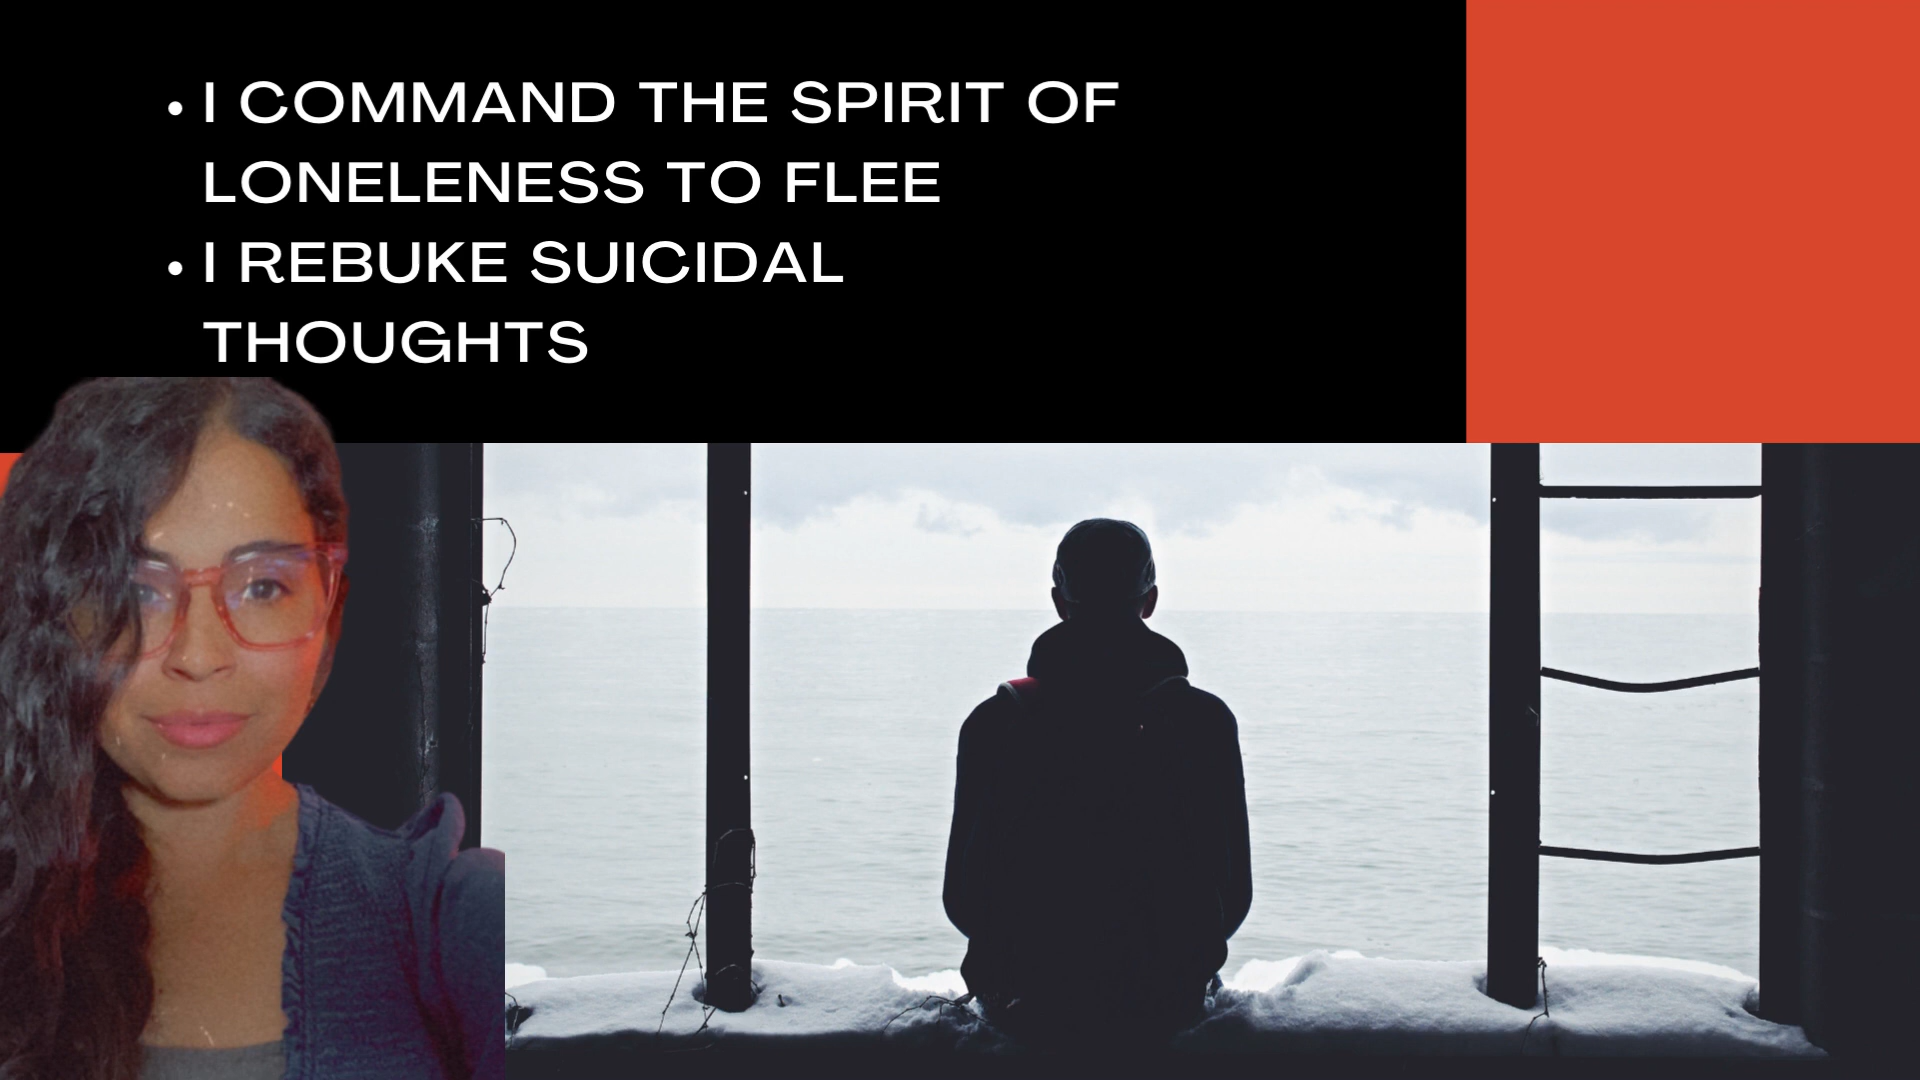 • I COMMAND THE SPIRIT OF
LONELENESS TO FLEE
• I REBUKE SUICIDAL
THOUGHTS